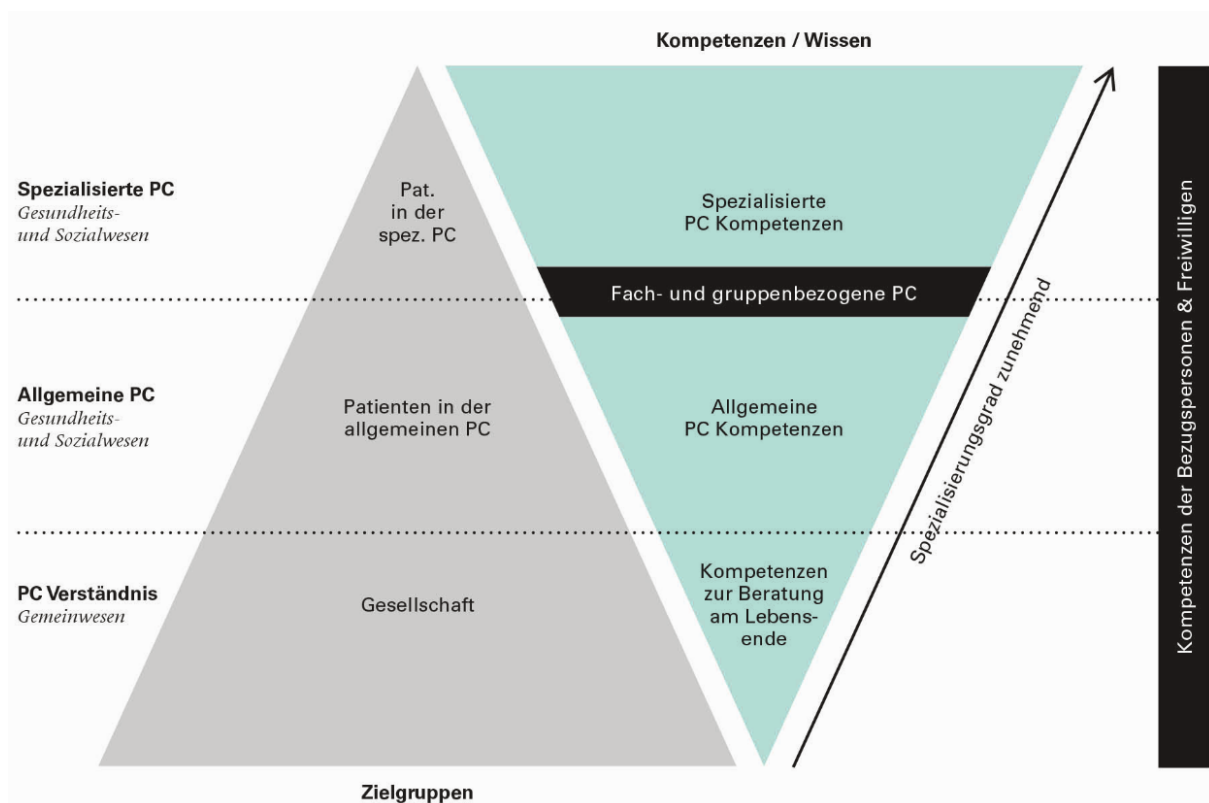 Kompetenzen / Wissen
Spezialisierte PC
Gesundheits-
und Sozialwesen
Pat.
in der
spez. PC
Spezialisierte
PC Kompetenzen
Fach- und gruppenbezogene PC
Allgemeine PC
Gesundheits-
und Sozialwesen
Patienten in der
allgemeinen PC
Allgemeine
PC Kompetenzen
PC Verständnis
Gemeinwesen
Gesellschaft
Kompetenzen
zur Beratung
am Lebens-
ende
Spezialisierungsgrad zunehmend
Kompetenzen der Bezugspersonen & Freiwilligen
Zielgruppen